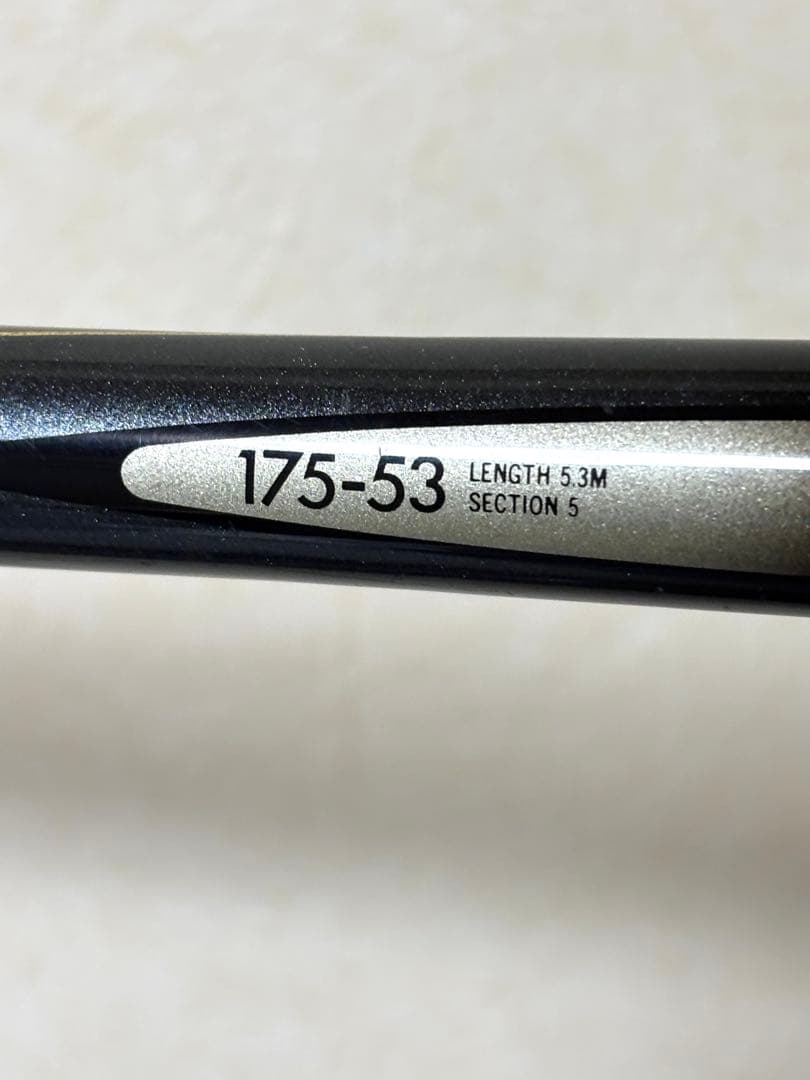 175-53
LENGTH 5.3M
SECTION 5